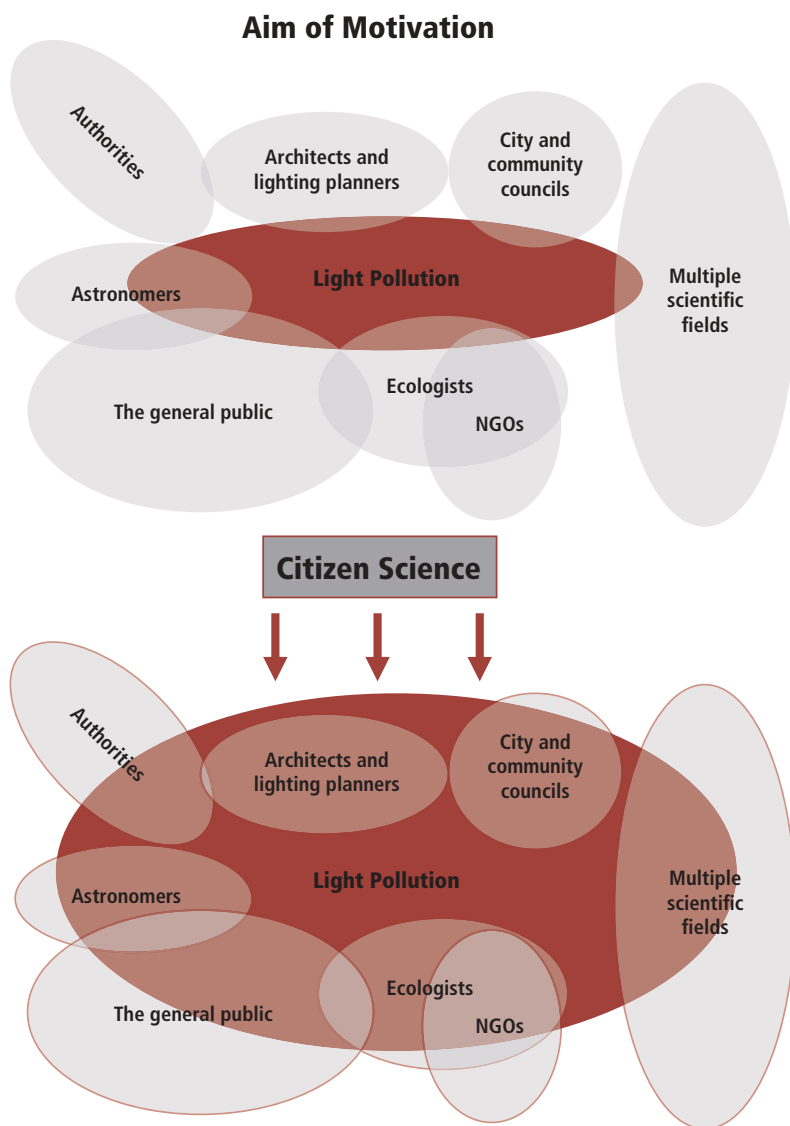 Aim of Motivation
Authorities
Architects and
lighting planners
City and
community
councils
Astronomers
Light Pollution
Multiple
scientific
fields
The general public
Ecologists
NGOs
Citizen Science
Authorities
Architects and
lighting planners
City and
community
councils
Astronomers
Light Pollution
Multiple
scientific
fields
The general public
Ecologists
NGOs